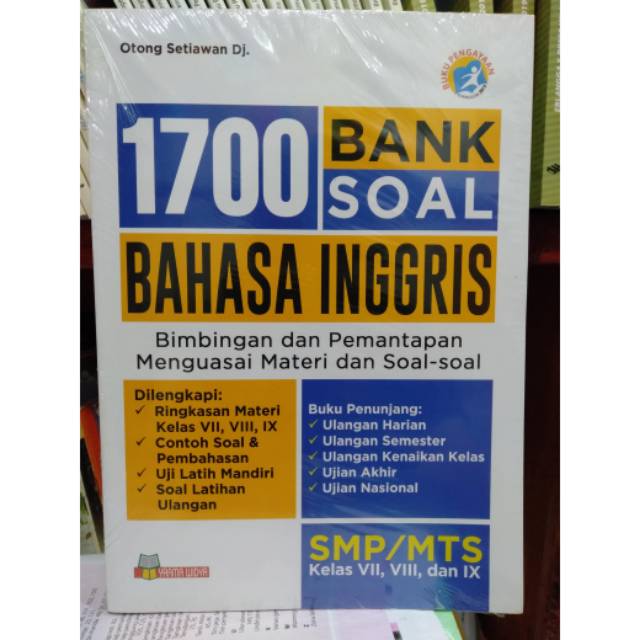 Otong Setiawan Dj.
BUKU PENGAYAAN
1700
BANK
SOAL
BAHASA INGGRIS
Bimbingan dan Pemantapan
Menguasai Materi dan Soal-soal
Dilengkapi:
✓ Ringkasan Materi
Kelas VII, VIII, IX
✓ Contoh Soal &
Pembahasan
✓ Uji Latih Mandiri
✓ Soal Latihan
Ulangan
Buku Penunjang:
✓ Ulangan Harian
✓ Ulangan Semester
✓ Ulangan Kenaikan Kelas
✓ Ujian Akhir
✓ Ujian Nasional
SMP/MTS
Kelas VII, VIII, dan IX
YRAMA WIDYA